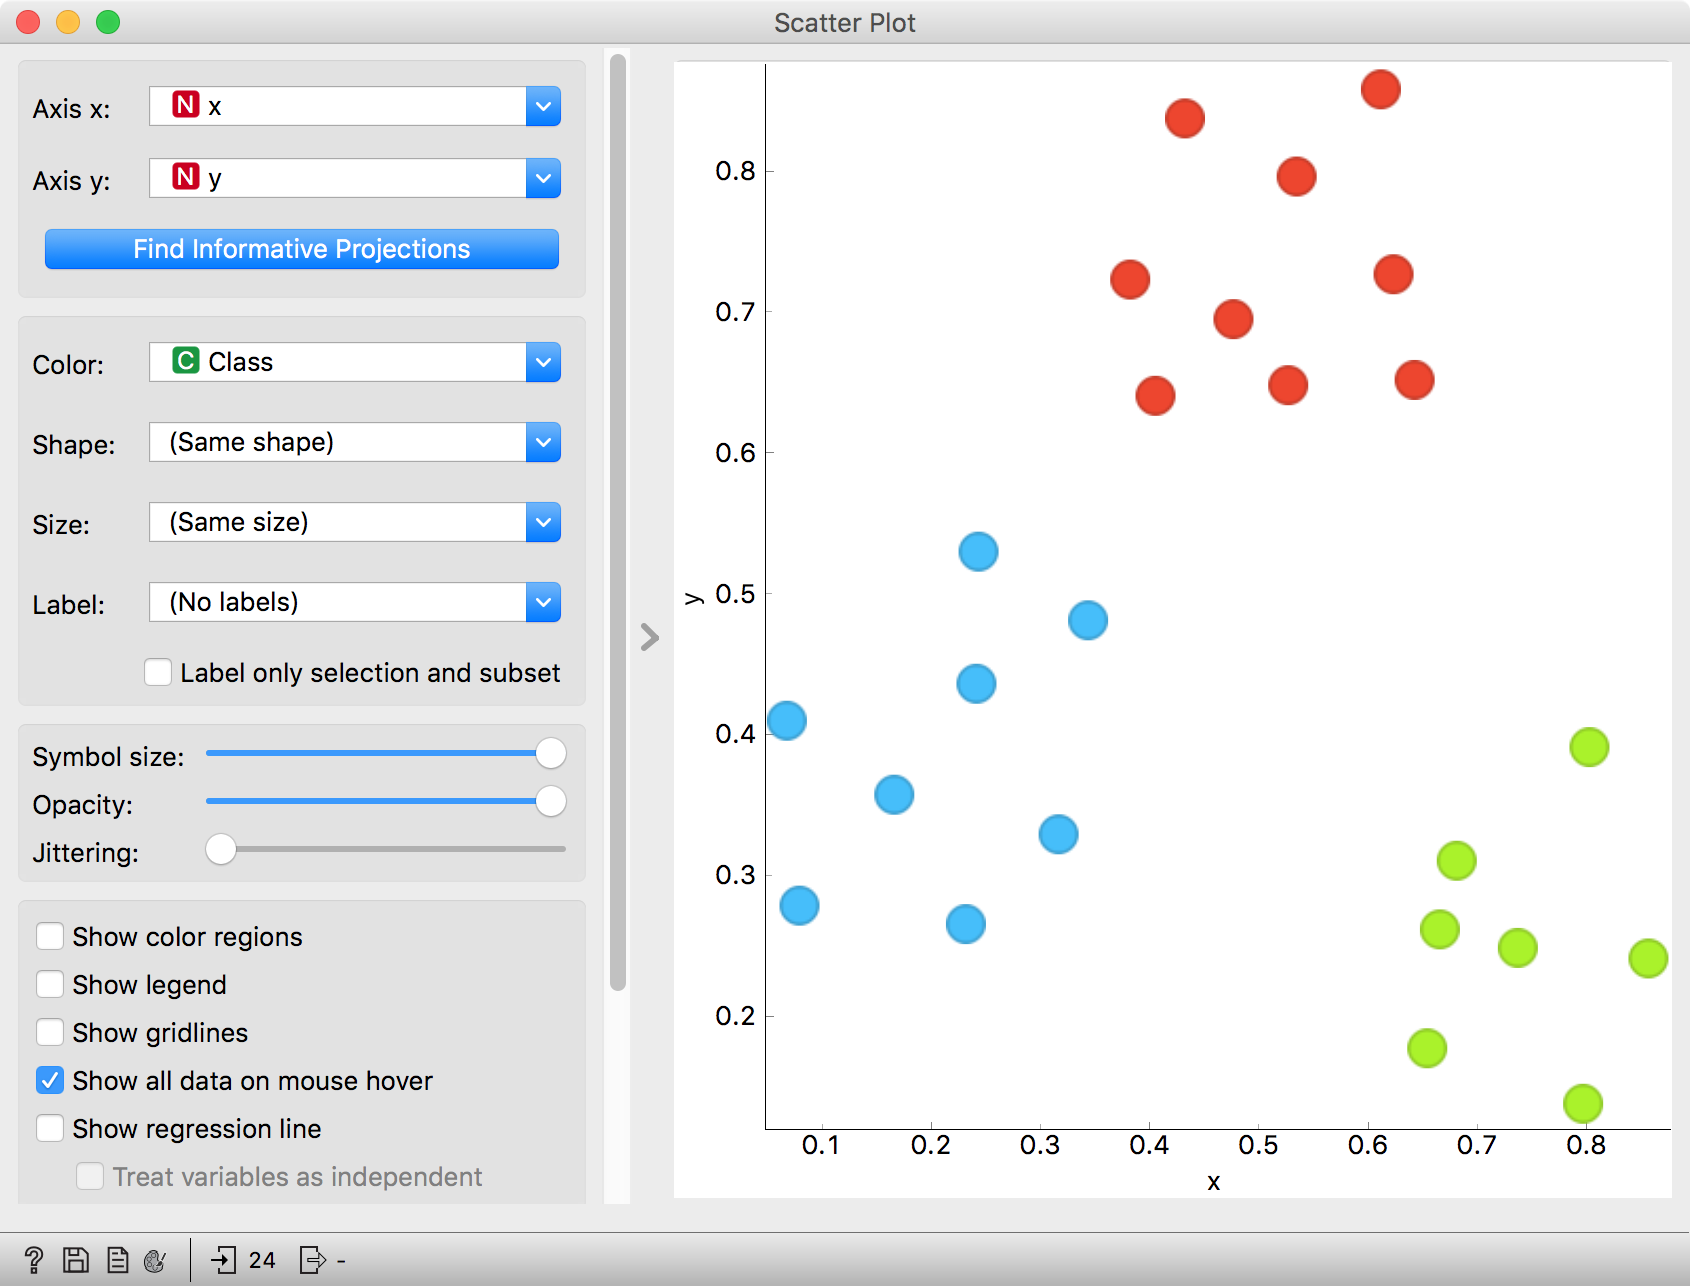 Scatter Plot
Axis x: N x
Axis y: N y
Find Informative Projections
Color: C Class
Shape: (Same shape)
Size: (Same size)
Label: (No labels)
Label only selection and subset
Symbol size:
Opacity:
Jittering:
Show color regions
Show legend
Show gridlines
Show all data on mouse hover
Show regression line
Treat variables as independent
y
0.8
0.7
0.6
0.5
0.4
0.3
0.2
0.1 0.2 0.3 0.4 0.5 0.6 0.7 0.8
x
? 24 -